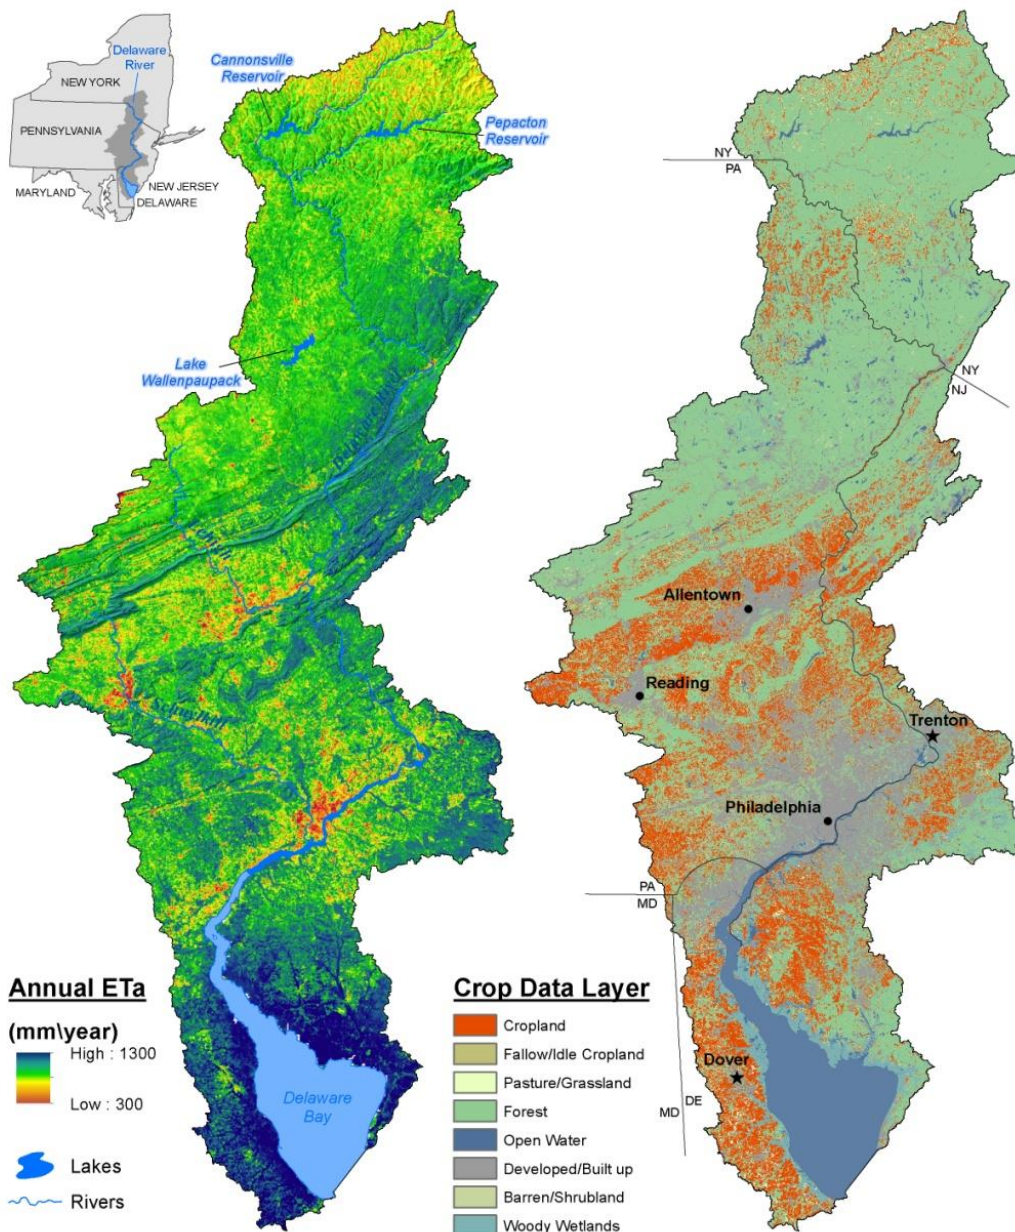 Delaware
River
NEW YORK
PENNSYLVANIA
MARYLAND
NEW JERSEY
DELAWARE
Cannonsville
Reservoir
Pepacton
Reservoir
Lake
Wallenpaupack
Lehigh
Schuylkill
Delaware
Bay
Annual ETa
(mm\year)
High : 1300
Low : 300
Lakes
Rivers
NY
PA
NY
NJ
Allentown
Reading
Trenton
Philadelphia
PA
MD
Dover
MD
DE
Crop Data Layer
Cropland
Fallow/Idle Cropland
Pasture/Grassland
Forest
Open Water
Developed/Built up
Barren/Shrubland
Woody Wetlands